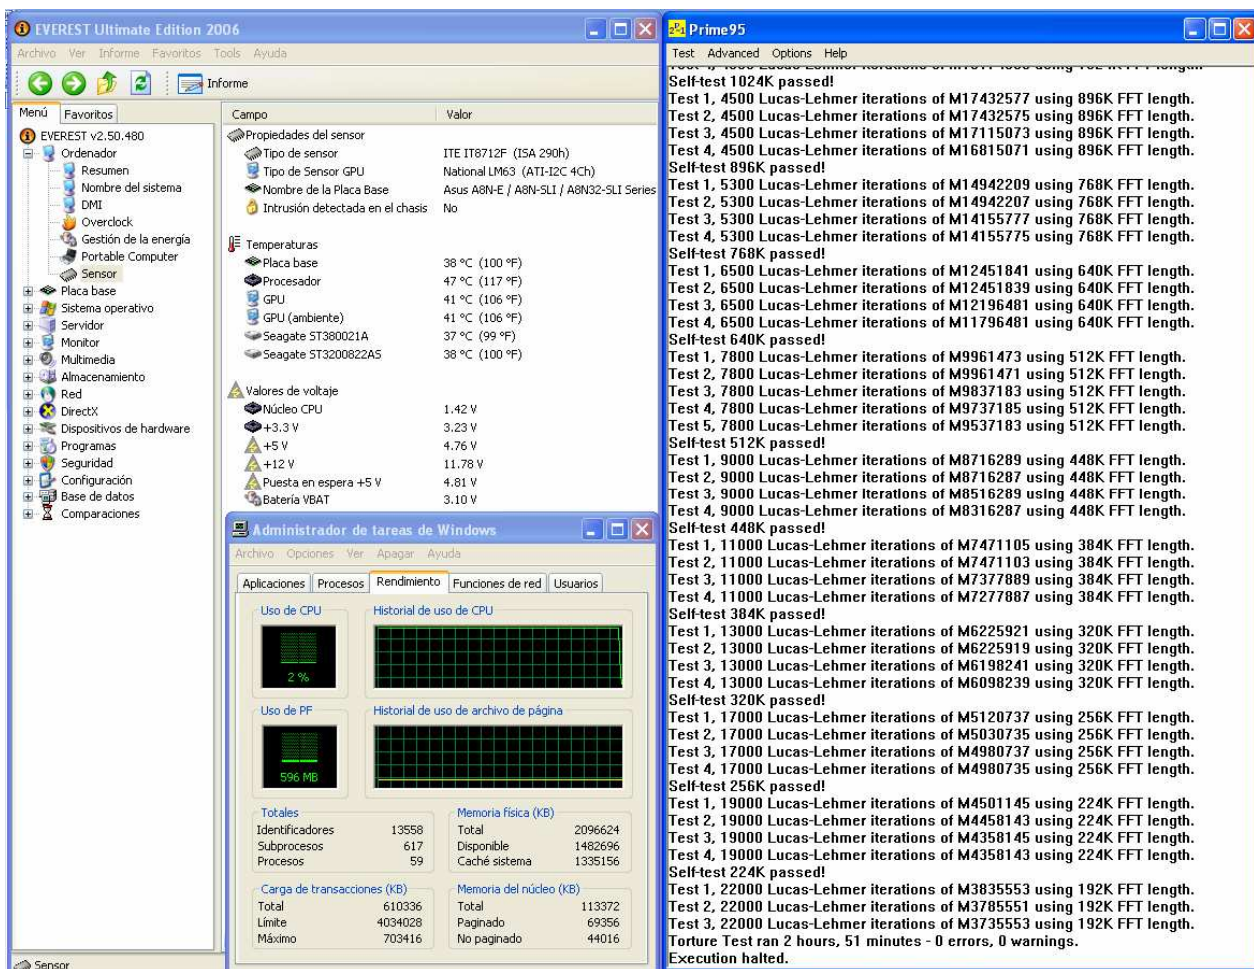 EVEREST Ultimate Edition 2006
Archivo Ver Informe Favoritos Tools Ayuda
Informe
Menú Favoritos
EVEREST v2.50.480
Ordenador
Resumen
Nombre del sistema
DMI
Overclock
Gestión de la energía
Portable Computer
Sensor
Placa base
Sistema operativo
Servidor
Monitor
Multimedia
Almacenamiento
Red
DirectX
Dispositivos de hardware
Programas
Seguridad
Configuración
Base de datos
Comparaciones
Campo Valor
Propiedades del sensor
Tipo de sensor ITE IT8712F (ISA 290h)
Tipo de Sensor GPU National LM63 (ATI-I2C 4Ch)
Nombre de la Placa Base Asus A8N-E / A8N-SLI / A8N32-SLI Series
Intrusión detectada en el chasis No
Temperaturas
Placa base 38 °C (100 °F)
Procesador 47 °C (117 °F)
GPU 41 °C (106 °F)
GPU (ambiente) 41 °C (106 °F)
Seagate ST380021A 37 °C (99 °F)
Seagate ST3200822AS 38 °C (100 °F)
Valores de voltaje
Núcleo CPU 1.42 V
+3.3 V 3.23 V
+5 V 4.76 V
+12 V 11.78 V
Puesta en espera +5 V 4.81 V
Batería VBAT 3.10 V
Sensor
Administrador de tareas de Windows
Archivo Opciones Ver Apagar Ayuda
Aplicaciones Procesos Rendimiento Funciones de red Usuarios
Uso de CPU Historial de uso de CPU
2 %
Uso de PF Historial de uso de archivo de página
596 MB
Totales
Identificadores 13558
Subprocesos 617
Procesos 59
Memoria física (KB)
Total 2096624
Disponible 1482696
Caché sistema 1335156
Carga de transacciones (KB)
Total 610336
Límite 4034028
Máximo 703416
Memoria del núcleo (KB)
Total 113372
Paginado 69356
No paginado 44016
Prime95
Test Advanced Options Help
Self-test 1024K passed!
Test 1, 4500 Lucas-Lehmer iterations of M17432577 using 896K FFT length.
Test 2, 4500 Lucas-Lehmer iterations of M17432575 using 896K FFT length.
Test 3, 4500 Lucas-Lehmer iterations of M17115073 using 896K FFT length.
Test 4, 4500 Lucas-Lehmer iterations of M16815071 using 896K FFT length.
Self-test 896K passed!
Test 1, 5300 Lucas-Lehmer iterations of M14942209 using 768K FFT length.
Test 2, 5300 Lucas-Lehmer iterations of M14942207 using 768K FFT length.
Test 3, 5300 Lucas-Lehmer iterations of M14155777 using 768K FFT length.
Test 4, 5300 Lucas-Lehmer iterations of M14155775 using 768K FFT length.
Self-test 768K passed!
Test 1, 6500 Lucas-Lehmer iterations of M12451841 using 640K FFT length.
Test 2, 6500 Lucas-Lehmer iterations of M12451839 using 640K FFT length.
Test 3, 6500 Lucas-Lehmer iterations of M12196481 using 640K FFT length.
Test 4, 6500 Lucas-Lehmer iterations of M11796481 using 640K FFT length.
Self-test 640K passed!
Test 1, 7800 Lucas-Lehmer iterations of M9961473 using 512K FFT length.
Test 2, 7800 Lucas-Lehmer iterations of M9961471 using 512K FFT length.
Test 3, 7800 Lucas-Lehmer iterations of M9837183 using 512K FFT length.
Test 4, 7800 Lucas-Lehmer iterations of M9737185 using 512K FFT length.
Test 5, 7800 Lucas-Lehmer iterations of M9537183 using 512K FFT length.
Self-test 512K passed!
Test 1, 9000 Lucas-Lehmer iterations of M8716289 using 448K FFT length.
Test 2, 9000 Lucas-Lehmer iterations of M8716287 using 448K FFT length.
Test 3, 9000 Lucas-Lehmer iterations of M8516289 using 448K FFT length.
Test 4, 9000 Lucas-Lehmer iterations of M8316287 using 448K FFT length.
Self-test 448K passed!
Test 1, 11000 Lucas-Lehmer iterations of M7471105 using 384K FFT length.
Test 2, 11000 Lucas-Lehmer iterations of M7471103 using 384K FFT length.
Test 3, 11000 Lucas-Lehmer iterations of M7377889 using 384K FFT length.
Test 4, 11000 Lucas-Lehmer iterations of M7277887 using 384K FFT length.
Self-test 384K passed!
Test 1, 13000 Lucas-Lehmer iterations of M6225921 using 320K FFT length.
Test 2, 13000 Lucas-Lehmer iterations of M6225919 using 320K FFT length.
Test 3, 13000 Lucas-Lehmer iterations of M6198241 using 320K FFT length.
Test 4, 13000 Lucas-Lehmer iterations of M6098239 using 320K FFT length.
Self-test 320K passed!
Test 1, 17000 Lucas-Lehmer iterations of M5120737 using 256K FFT length.
Test 2, 17000 Lucas-Lehmer iterations of M5030735 using 256K FFT length.
Test 3, 17000 Lucas-Lehmer iterations of M4980737 using 256K FFT length.
Test 4, 17000 Lucas-Lehmer iterations of M4980735 using 256K FFT length.
Self-test 256K passed!
Test 1, 19000 Lucas-Lehmer iterations of M4501145 using 224K FFT length.
Test 2, 19000 Lucas-Lehmer iterations of M4458143 using 224K FFT length.
Test 3, 19000 Lucas-Lehmer iterations of M4358145 using 224K FFT length.
Test 4, 19000 Lucas-Lehmer iterations of M4358143 using 224K FFT length.
Self-test 224K passed!
Test 1, 22000 Lucas-Lehmer iterations of M3835553 using 192K FFT length.
Test 2, 22000 Lucas-Lehmer iterations of M3785551 using 192K FFT length.
Test 3, 22000 Lucas-Lehmer iterations of M3735553 using 192K FFT length.
Torture Test ran 2 hours, 51 minutes - 0 errors, 0 warnings.
Execution halted.